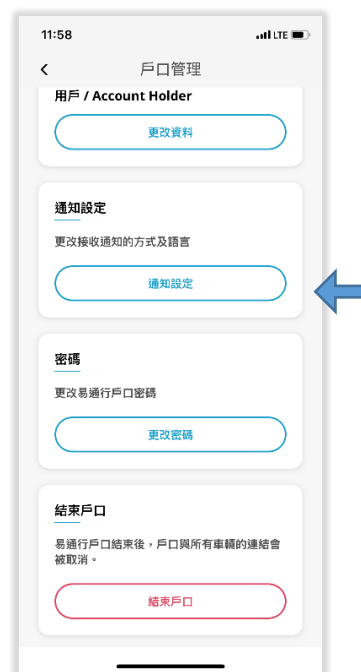 11:58
LTE
戶口管理
用戶 / Account Holder
更改資料
通知設定
更改接收通知的方式及語言
通知設定
密碼
更改易通行戶口密碼
更改密碼
結束戶口
易通行戶口結束後，戶口與所有車輛的連結會
被取消。
結束戶口